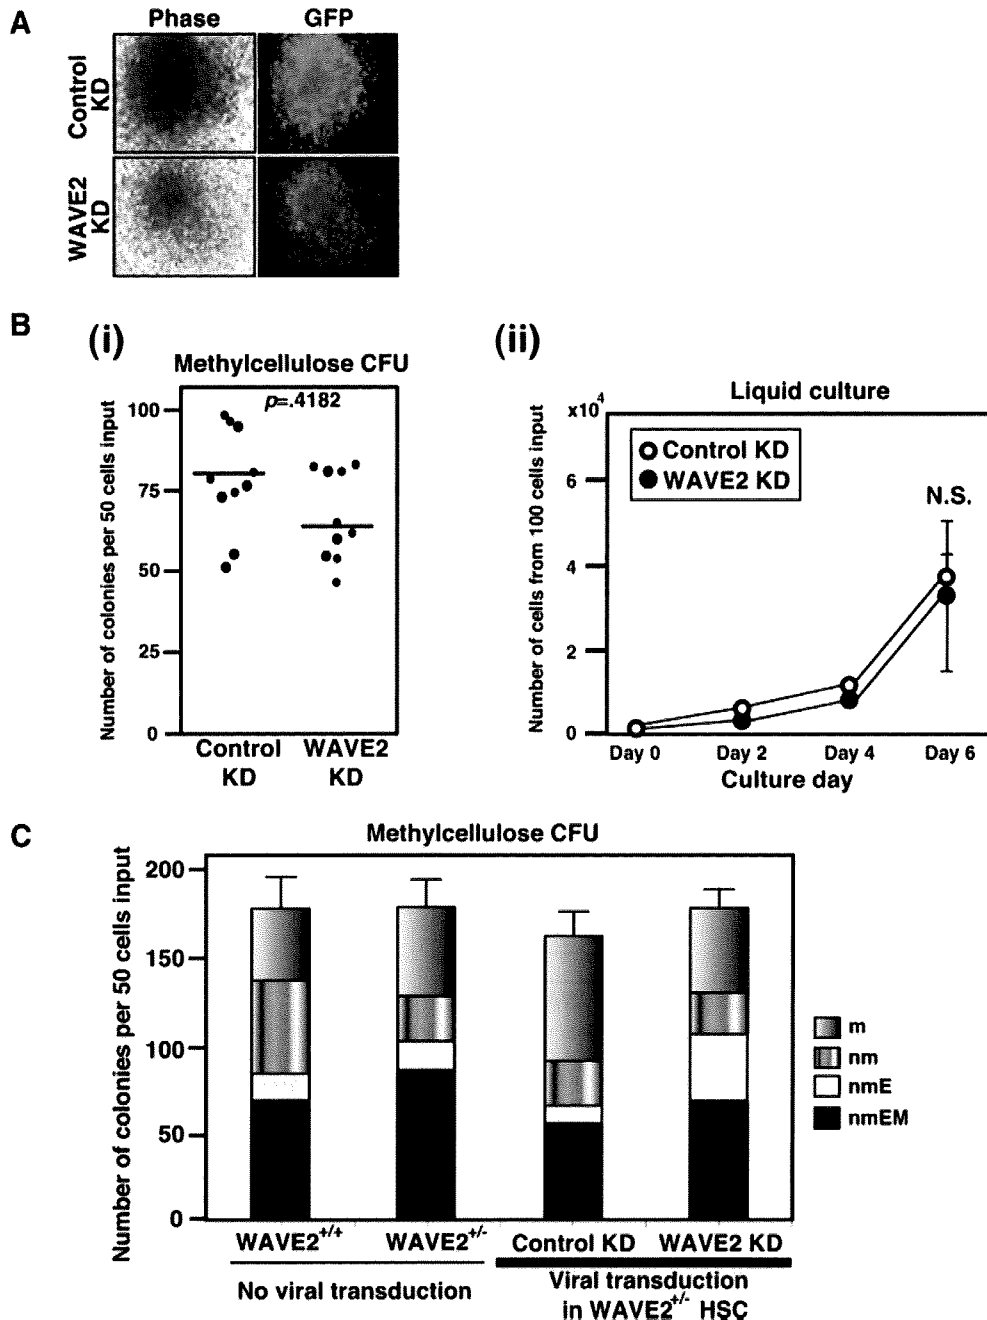 A
Phase
GFP
Control
KD
WAVE2
KD
B
(i)
Methylcellulose CFU
p=.4182
Number of colonies per 50 cells input
100
75
50
25
0
Control
KD
WAVE2
KD
(ii)
Liquid culture
x10^4
Control KD
WAVE2 KD
N.S.
Number of cells from 100 cells input
6
4
2
0
Day 0
Day 2
Day 4
Day 6
Culture day
C
Methylcellulose CFU
Number of colonies per 50 cells input
200
150
100
50
0
m
nm
nmE
nmEM
WAVE2+/+
WAVE2+/-
Control KD
WAVE2 KD
No viral transduction
Viral transduction
in WAVE2+/- HSC